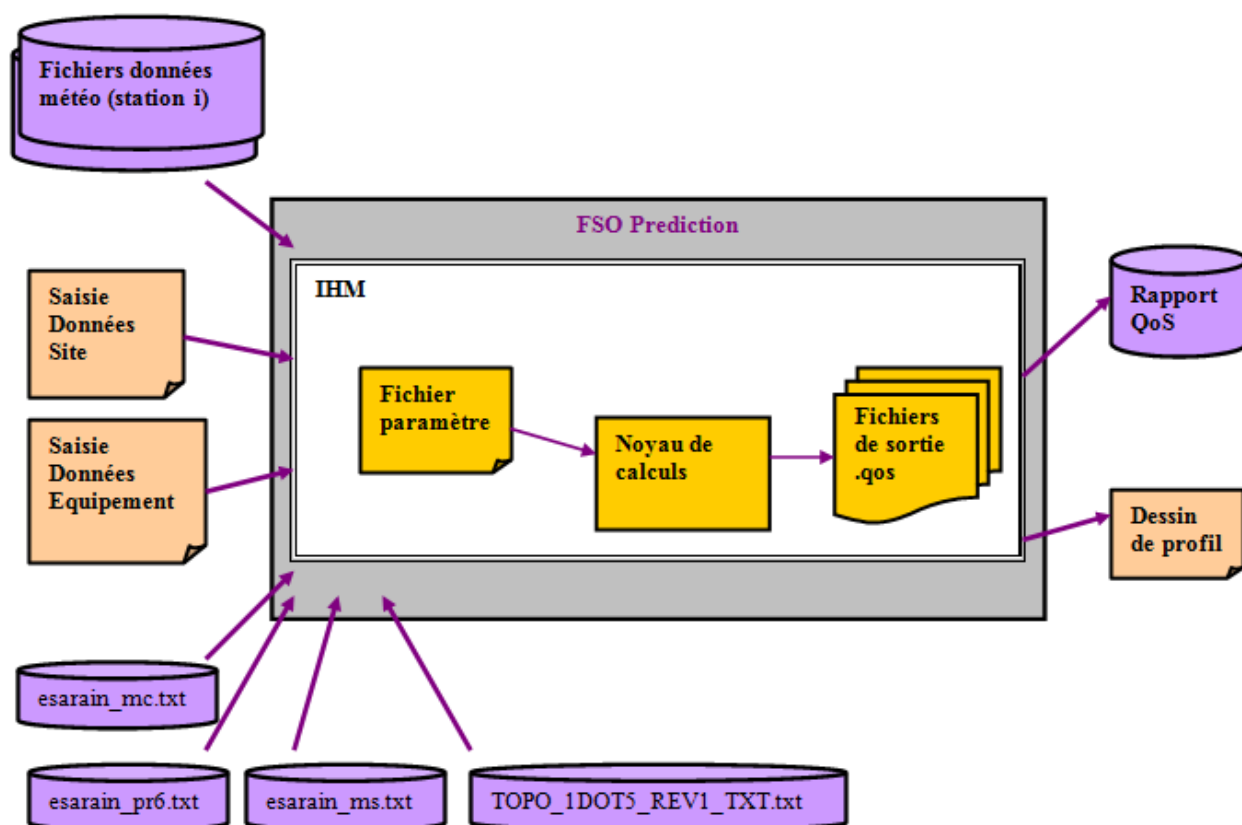 Fichiers données
météo (station i)
FSO Prediction
IHM
Saisie
Données
Site
Saisie
Données
Equipement
Fichier
paramètre
Noyau de
calculs
Fichiers
de sortie
.qos
Rapport
QoS
Dessin
de profil
esarain_mc.txt
esarain_pr6.txt
esarain_ms.txt
TOPO_1DOT5_REV1_TXT.txt